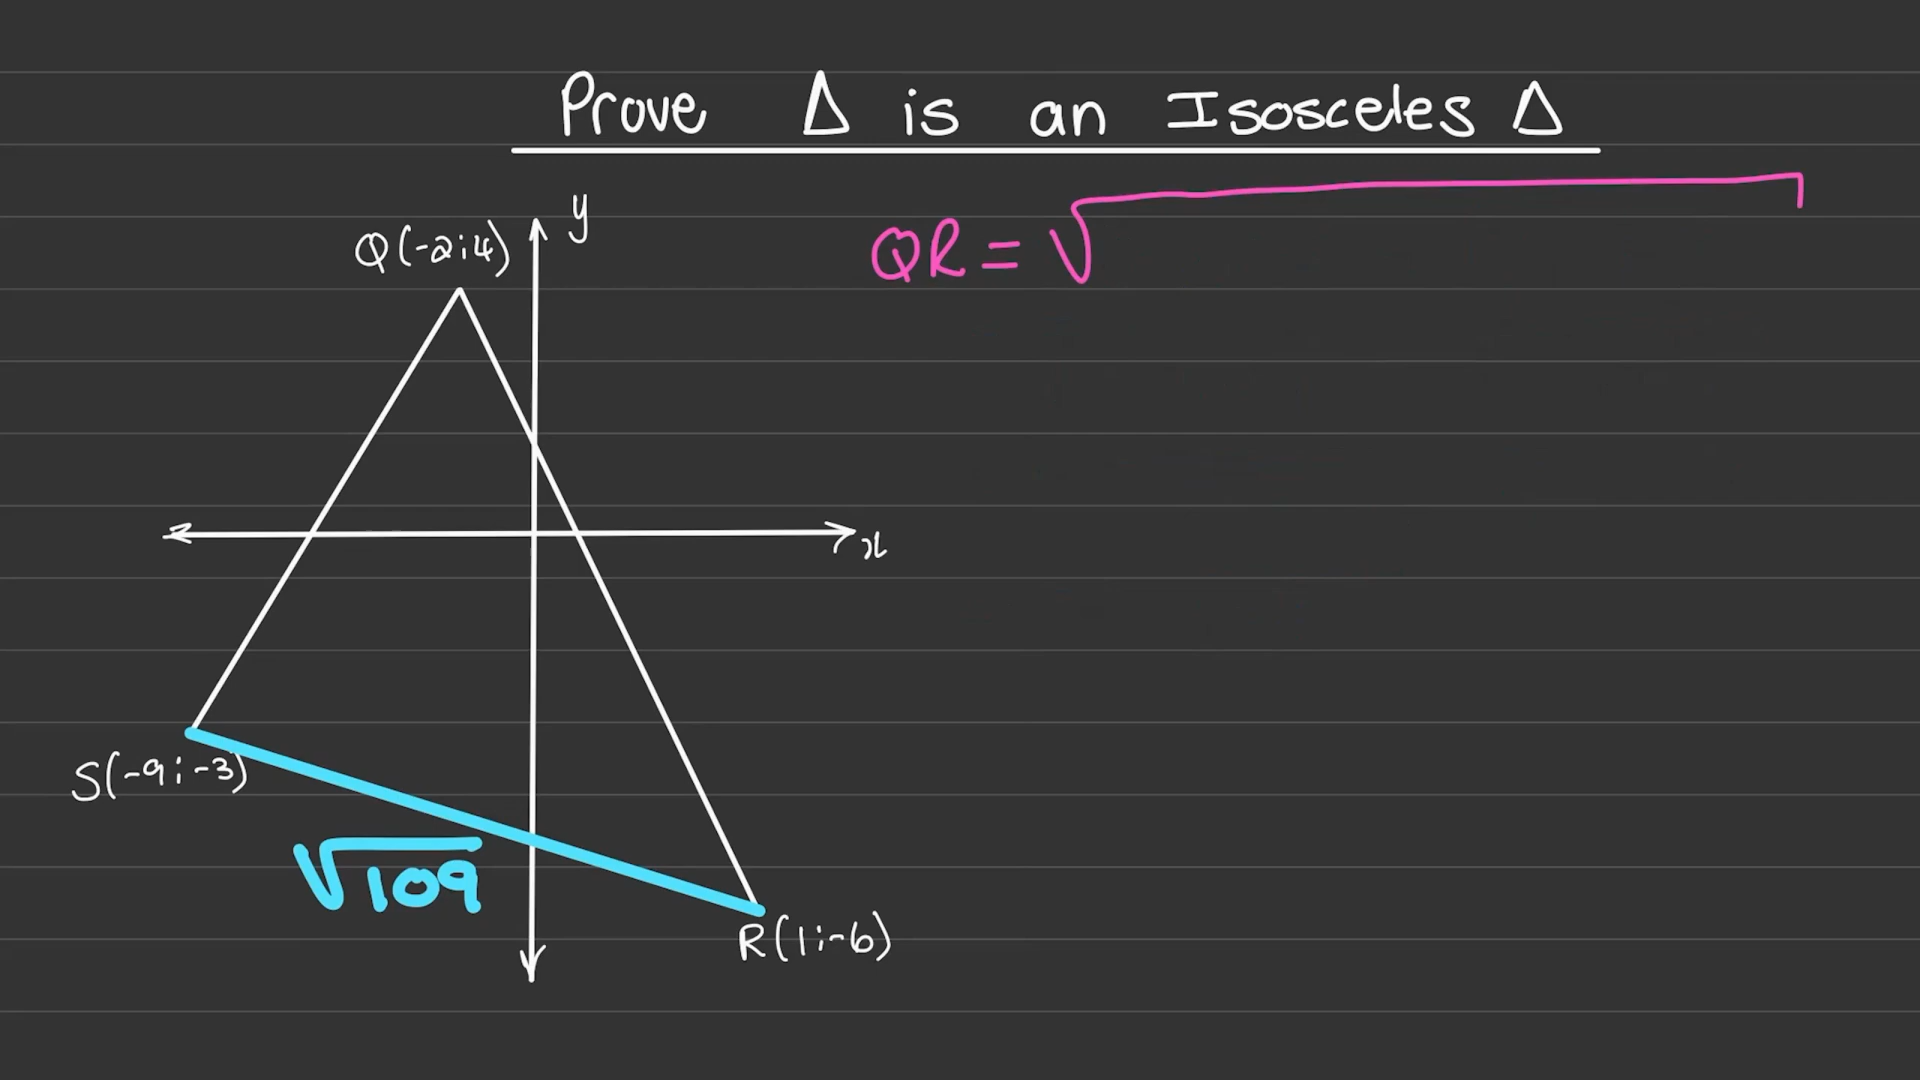 Prove Δ is an Isosceles Δ
y
Q(-2;4)
QR = √
x
S(-9;-3)
√109
R(1;-6)